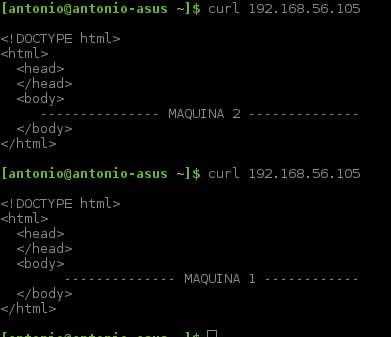 [antonio@antonio-asus ~]$ curl 192.168.56.105
<!DOCTYPE html>
<html>
  <head>
  </head>
  <body>
     --------------- MAQUINA 2 --------------
  </body>
</html>
[antonio@antonio-asus ~]$ curl 192.168.56.105
<!DOCTYPE html>
<html>
  <head>
  </head>
  <body>
        -------------- MAQUINA 1 ------------
  </body>
</html>
[antonio@antonio-asus ~]$